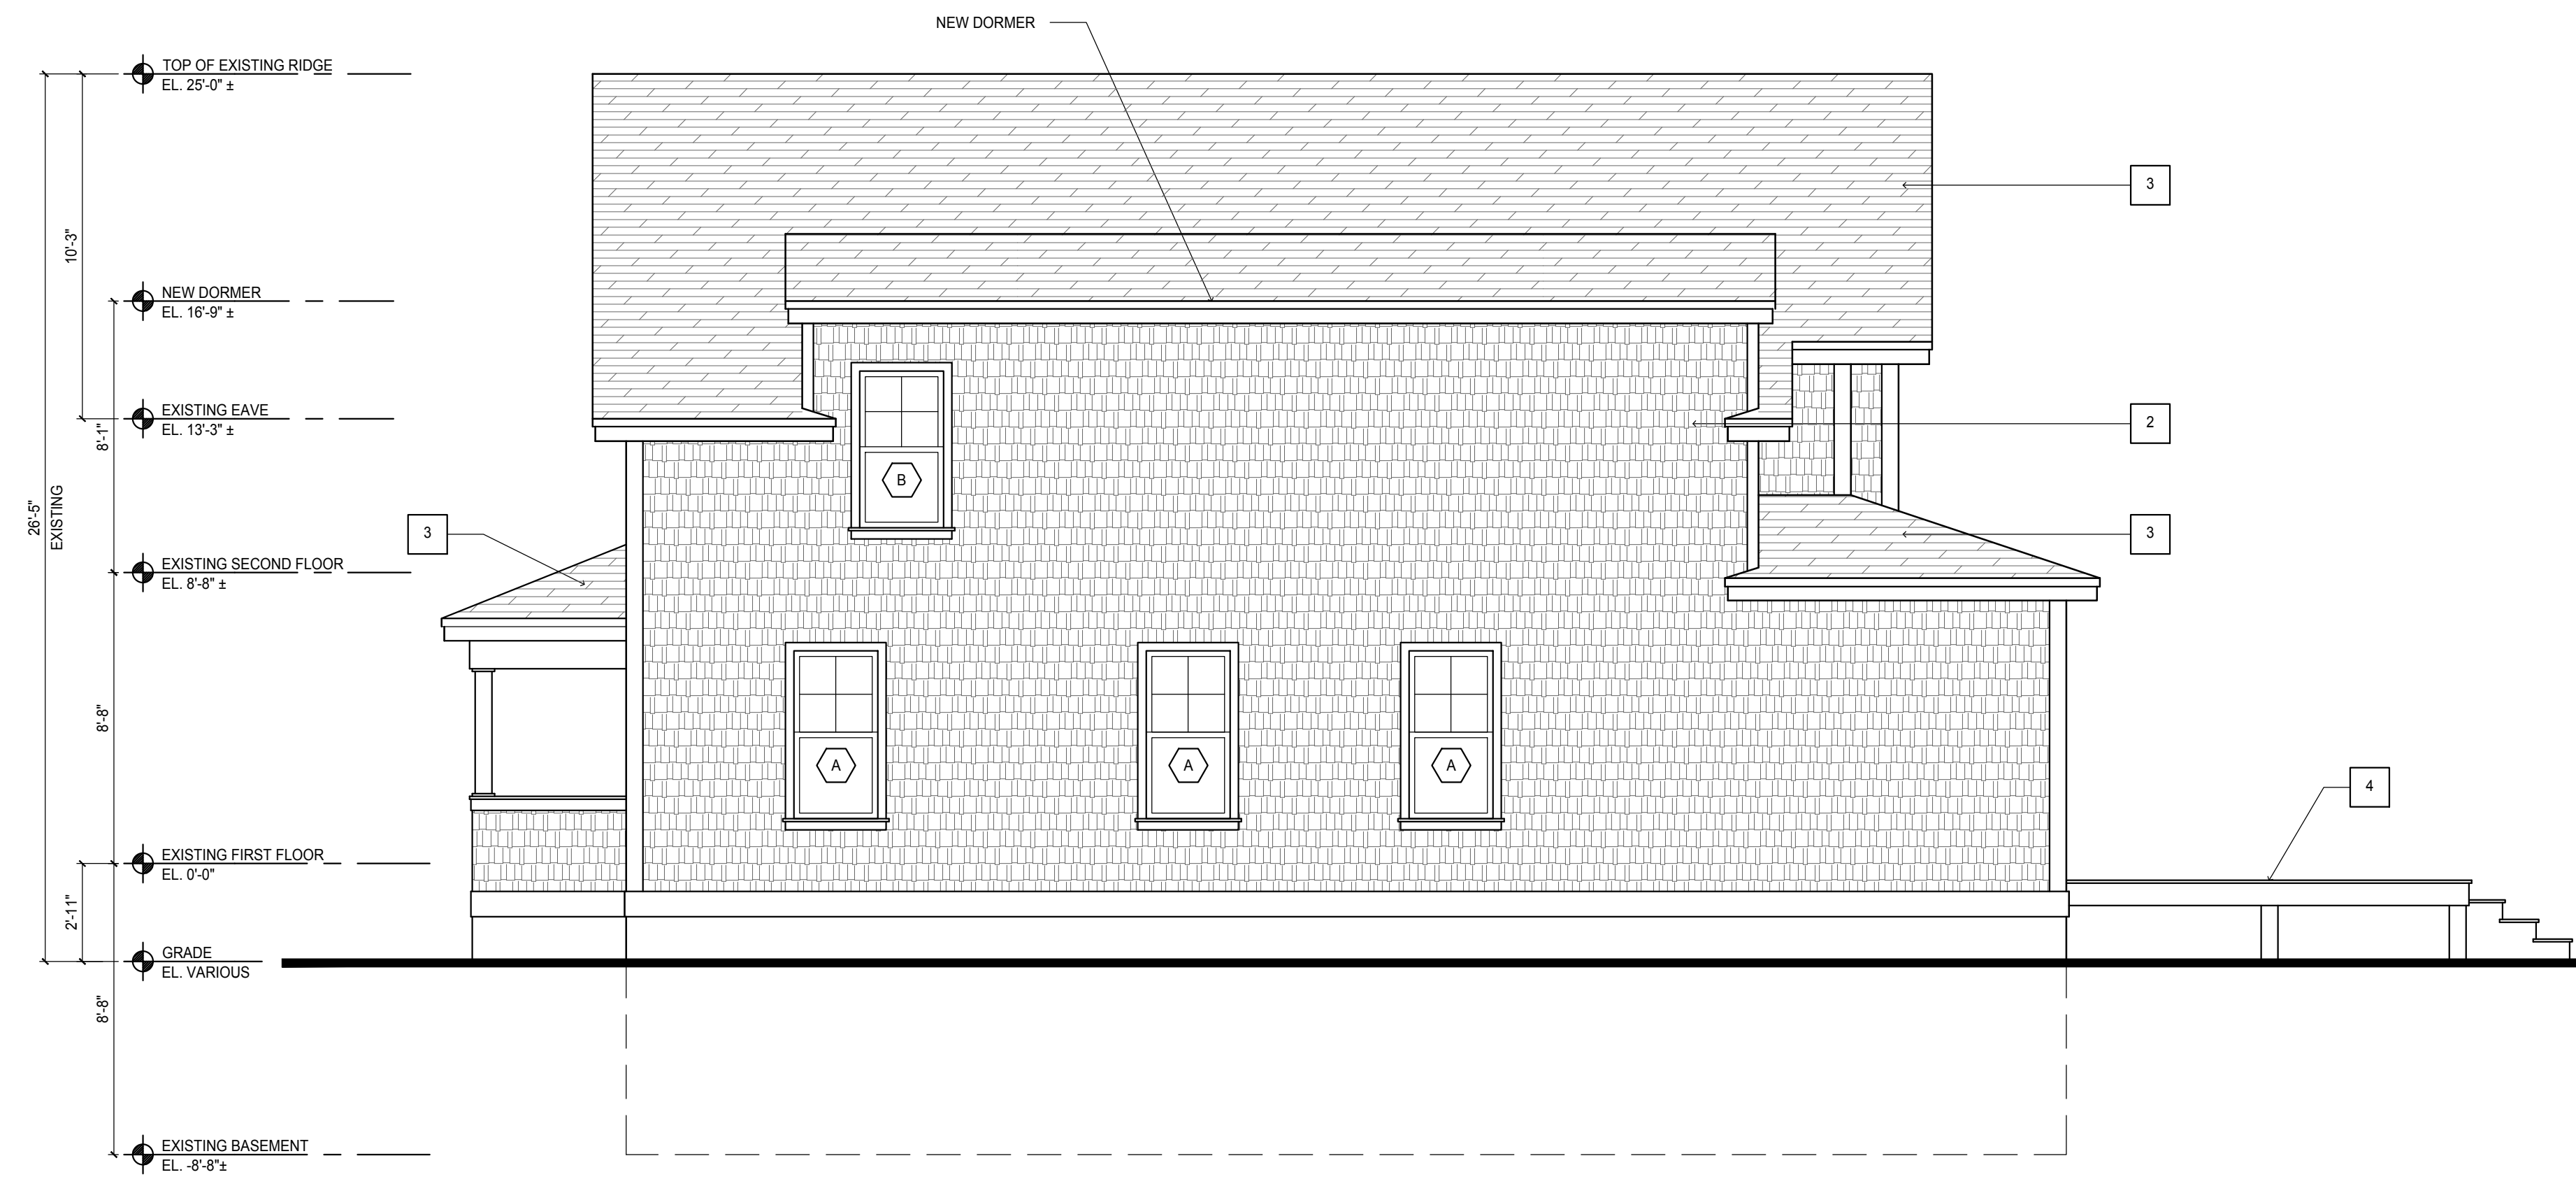 NEW DORMER
TOP OF EXISTING RIDGE
EL. 25'-0" ±
3
10'-3"
NEW DORMER
EL. 16'-9" ±
EXISTING EAVE
EL. 13'-3" ±
2
8'-1"
B
26'-5"
EXISTING
3
3
EXISTING SECOND FLOOR
EL. 8'-8" ±
8'-8"
A
A
A
4
EXISTING FIRST FLOOR
EL. 0'-0"
2'-11"
GRADE
EL. VARIOUS
8'-8"
EXISTING BASEMENT
EL. -8'-8"±